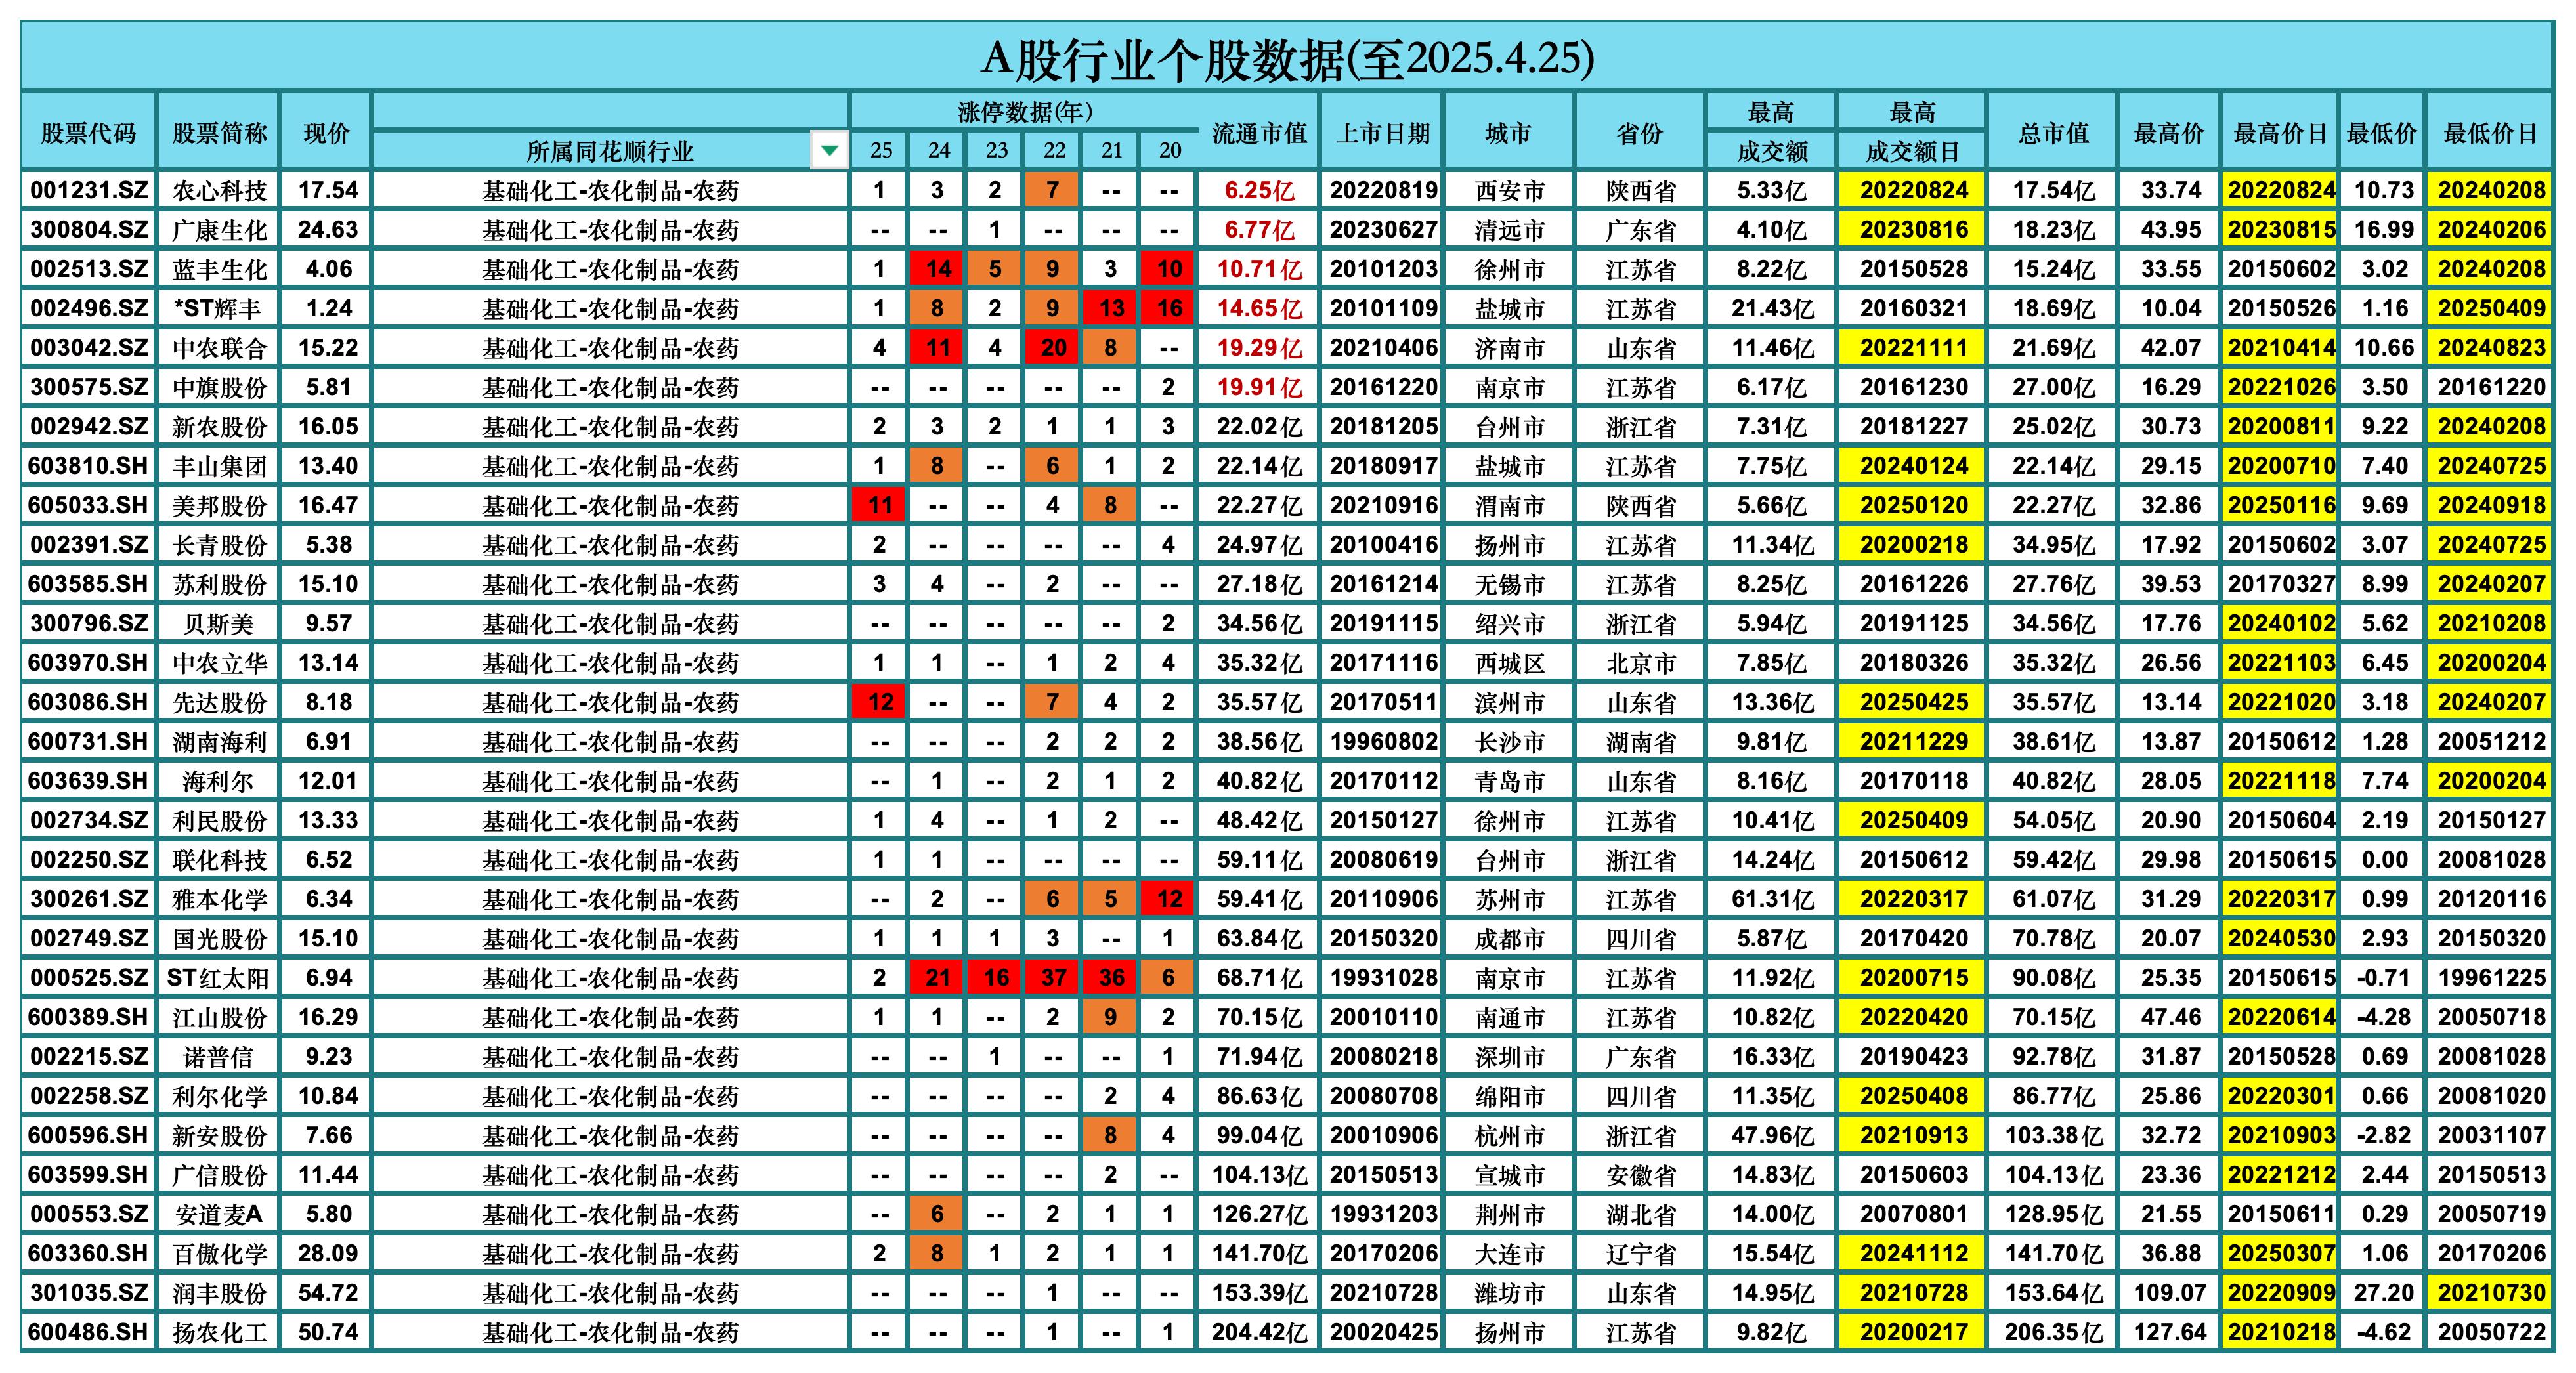 A股行业个股数据(至2025.4.25)
股票代码 股票简称 现价 所属同花顺行业 涨停数据(年) 25 24 23 22 21 20 流通市值 上市日期 城市 省份 最高成交额 最高成交额日 总市值 最高价 最高价日 最低价 最低价日
001231.SZ 农心科技 17.54 基础化工-农化制品-农药 1 3 2 7 -- -- 6.25亿 20220819 西安市 陕西省 5.33亿 20220824 17.54亿 33.74 20220824 10.73 20240208
300804.SZ 广康生化 24.63 基础化工-农化制品-农药 -- -- 1 -- -- -- 6.77亿 20230627 清远市 广东省 4.10亿 20230816 18.23亿 43.95 20230815 16.99 20240206
002513.SZ 蓝丰生化 4.06 基础化工-农化制品-农药 1 14 5 9 3 10 10.71亿 20101203 徐州市 江苏省 8.22亿 20150528 15.24亿 33.55 20150602 3.02 20240208
002496.SZ *ST辉丰 1.24 基础化工-农化制品-农药 1 8 2 9 13 16 14.65亿 20101109 盐城市 江苏省 21.43亿 20160321 18.69亿 10.04 20150526 1.16 20250409
003042.SZ 中农联合 15.22 基础化工-农化制品-农药 4 11 4 20 8 -- 19.29亿 20210406 济南市 山东省 11.46亿 20221111 21.69亿 42.07 20210414 10.66 20240823
300575.SZ 中旗股份 5.81 基础化工-农化制品-农药 -- -- -- -- -- 2 19.91亿 20161220 南京市 江苏省 6.17亿 20161230 27.00亿 16.29 20221026 3.50 20161220
002942.SZ 新农股份 16.05 基础化工-农化制品-农药 2 3 2 1 1 3 22.02亿 20181205 台州市 浙江省 7.31亿 20181227 25.02亿 30.73 20200811 9.22 20240208
603810.SH 丰山集团 13.40 基础化工-农化制品-农药 1 8 -- 6 1 2 22.14亿 20180917 盐城市 江苏省 7.75亿 20240124 22.14亿 29.15 20200710 7.40 20240725
605033.SH 美邦股份 16.47 基础化工-农化制品-农药 11 -- -- 4 8 -- 22.27亿 20210916 渭南市 陕西省 5.66亿 20250120 22.27亿 32.86 20250116 9.69 20240918
002391.SZ 长青股份 5.38 基础化工-农化制品-农药 2 -- -- -- -- 4 24.97亿 20100416 扬州市 江苏省 11.34亿 20200218 34.95亿 17.92 20150602 3.07 20240725
603585.SH 苏利股份 15.10 基础化工-农化制品-农药 3 4 -- 2 -- -- 27.18亿 20161214 无锡市 江苏省 8.25亿 20161226 27.76亿 39.53 20170327 8.99 20240207
300796.SZ 贝斯美 9.57 基础化工-农化制品-农药 -- -- -- -- -- 2 34.56亿 20191115 绍兴市 浙江省 5.94亿 20191125 34.56亿 17.76 20240102 5.62 20210208
603970.SH 中农立华 13.14 基础化工-农化制品-农药 1 1 -- 1 2 4 35.32亿 20171116 西城区 北京市 7.85亿 20180326 35.32亿 26.56 20221103 6.45 20200204
603086.SH 先达股份 8.18 基础化工-农化制品-农药 12 -- -- 7 4 2 35.57亿 20170511 滨州市 山东省 13.36亿 20250425 35.57亿 13.14 20221020 3.18 20240207
600731.SH 湖南海利 6.91 基础化工-农化制品-农药 -- -- -- 2 2 2 38.56亿 19960802 长沙市 湖南省 9.81亿 20211229 38.61亿 13.87 20150612 1.28 20051212
603639.SH 海利尔 12.01 基础化工-农化制品-农药 -- 1 -- 2 1 2 40.82亿 20170112 青岛市 山东省 8.16亿 20170118 40.82亿 28.05 20221118 7.74 20200204
002734.SZ 利民股份 13.33 基础化工-农化制品-农药 1 4 -- 1 2 -- 48.42亿 20150127 徐州市 江苏省 10.41亿 20250409 54.05亿 20.90 20150604 2.19 20150127
002250.SZ 联化科技 6.52 基础化工-农化制品-农药 1 1 -- -- -- -- 59.11亿 20080619 台州市 浙江省 14.24亿 20150612 59.42亿 29.98 20150615 0.00 20081028
300261.SZ 雅本化学 6.34 基础化工-农化制品-农药 -- 2 -- 6 5 12 59.41亿 20110906 苏州市 江苏省 61.31亿 20220317 61.07亿 31.29 20220317 0.99 20120116
002749.SZ 国光股份 15.10 基础化工-农化制品-农药 1 1 1 3 -- 1 63.84亿 20150320 成都市 四川省 5.87亿 20170420 70.78亿 20.07 20240530 2.93 20150320
000525.SZ ST红太阳 6.94 基础化工-农化制品-农药 2 21 16 37 36 6 68.71亿 19931028 南京市 江苏省 11.92亿 20200715 90.08亿 25.35 20150615 -0.71 19961225
600389.SH 江山股份 16.29 基础化工-农化制品-农药 1 1 -- 2 9 2 70.15亿 20010110 南通市 江苏省 10.82亿 20220420 70.15亿 47.46 20220614 -4.28 20050718
002215.SZ 诺普信 9.23 基础化工-农化制品-农药 -- -- 1 -- -- 1 71.94亿 20080218 深圳市 广东省 16.33亿 20190423 92.78亿 31.87 20150528 0.69 20081028
002258.SZ 利尔化学 10.84 基础化工-农化制品-农药 -- -- -- -- 2 4 86.63亿 20080708 绵阳市 四川省 11.35亿 20250408 86.77亿 25.86 20220301 0.66 20081020
600596.SH 新安股份 7.66 基础化工-农化制品-农药 -- -- -- -- 8 4 99.04亿 20010906 杭州市 浙江省 47.96亿 20210913 103.38亿 32.72 20210903 -2.82 20031107
603599.SH 广信股份 11.44 基础化工-农化制品-农药 -- -- -- -- 2 -- 104.13亿 20150513 宣城市 安徽省 14.83亿 20150603 104.13亿 23.36 20221212 2.44 20150513
000553.SZ 安道麦A 5.80 基础化工-农化制品-农药 -- 6 -- 2 1 1 126.27亿 19931203 荆州市 湖北省 14.00亿 20070801 128.95亿 21.55 20150611 0.29 20050719
603360.SH 百傲化学 28.09 基础化工-农化制品-农药 2 8 1 2 1 1 141.70亿 20170206 大连市 辽宁省 15.54亿 20241112 141.70亿 36.88 20250307 1.06 20170206
301035.SZ 润丰股份 54.72 基础化工-农化制品-农药 -- -- -- 1 -- -- 153.39亿 20210728 潍坊市 山东省 14.95亿 20210728 153.64亿 109.07 20220909 27.20 20210730
600486.SH 扬农化工 50.74 基础化工-农化制品-农药 -- -- -- 1 -- 1 204.42亿 20020425 扬州市 江苏省 9.82亿 20200217 206.35亿 127.64 20210218 -4.62 20050722